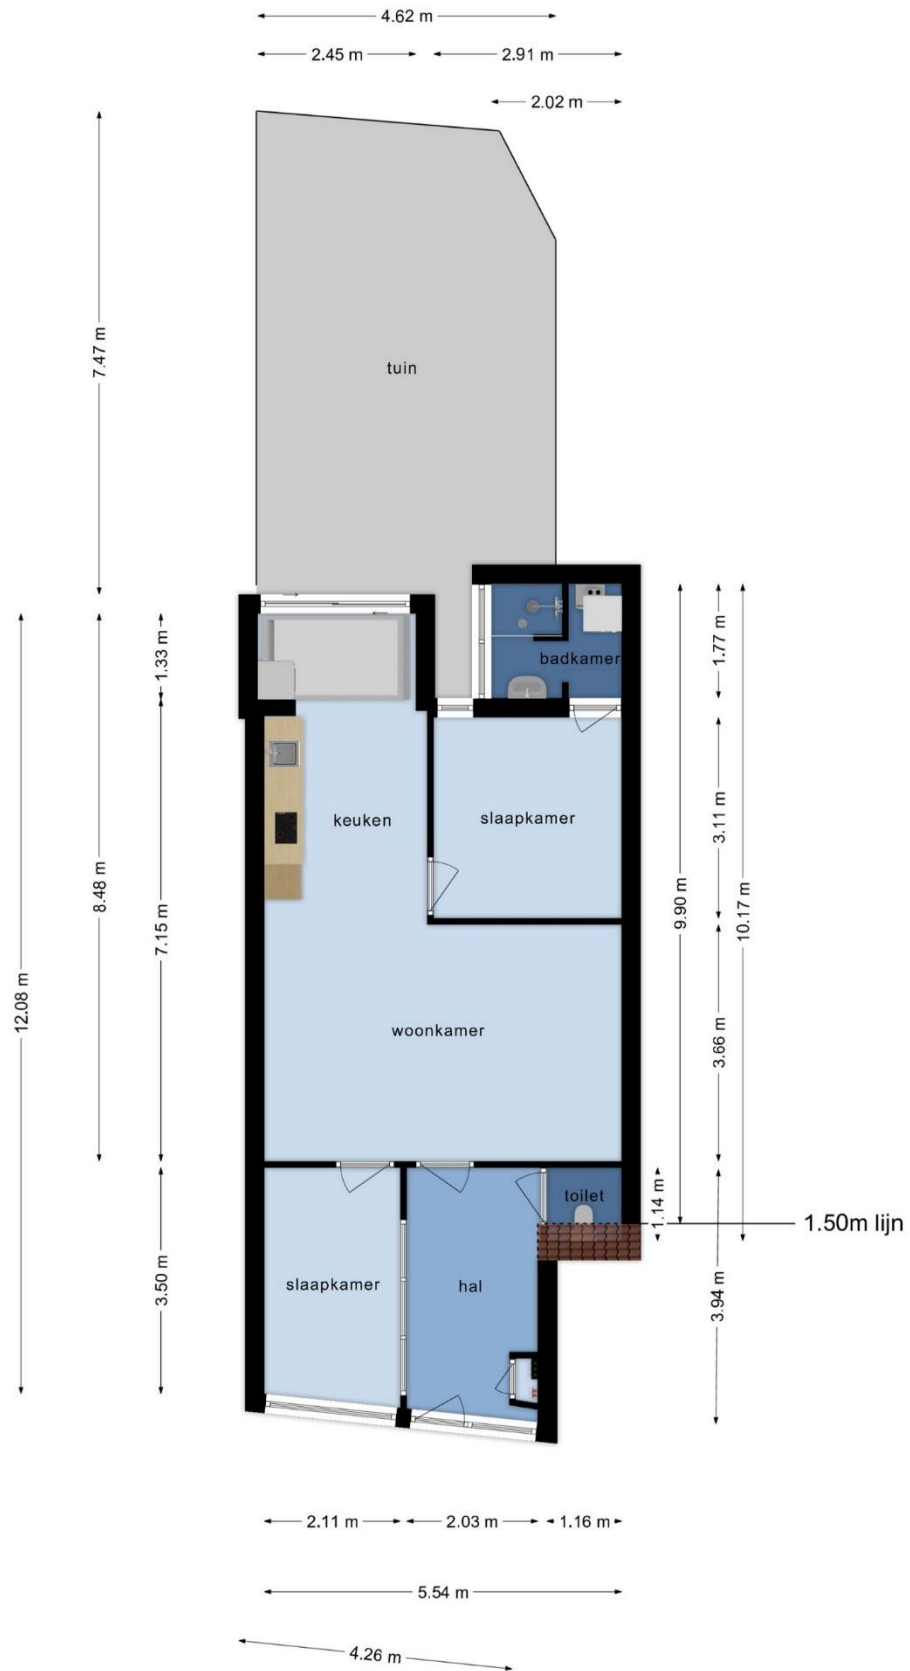 4.62 m
2.45 m
2.91 m
2.02 m
7.47 m
tuin
1.33 m
badkamer
1.77 m
keuken
slaapkamer
3.11 m
8.48 m
7.15 m
9.90 m
10.17 m
12.08 m
woonkamer
3.66 m
toilet
1.14 m
1.50m lijn
slaapkamer
hal
3.50 m
3.94 m
2.11 m
2.03 m
1.16 m
5.54 m
4.26 m